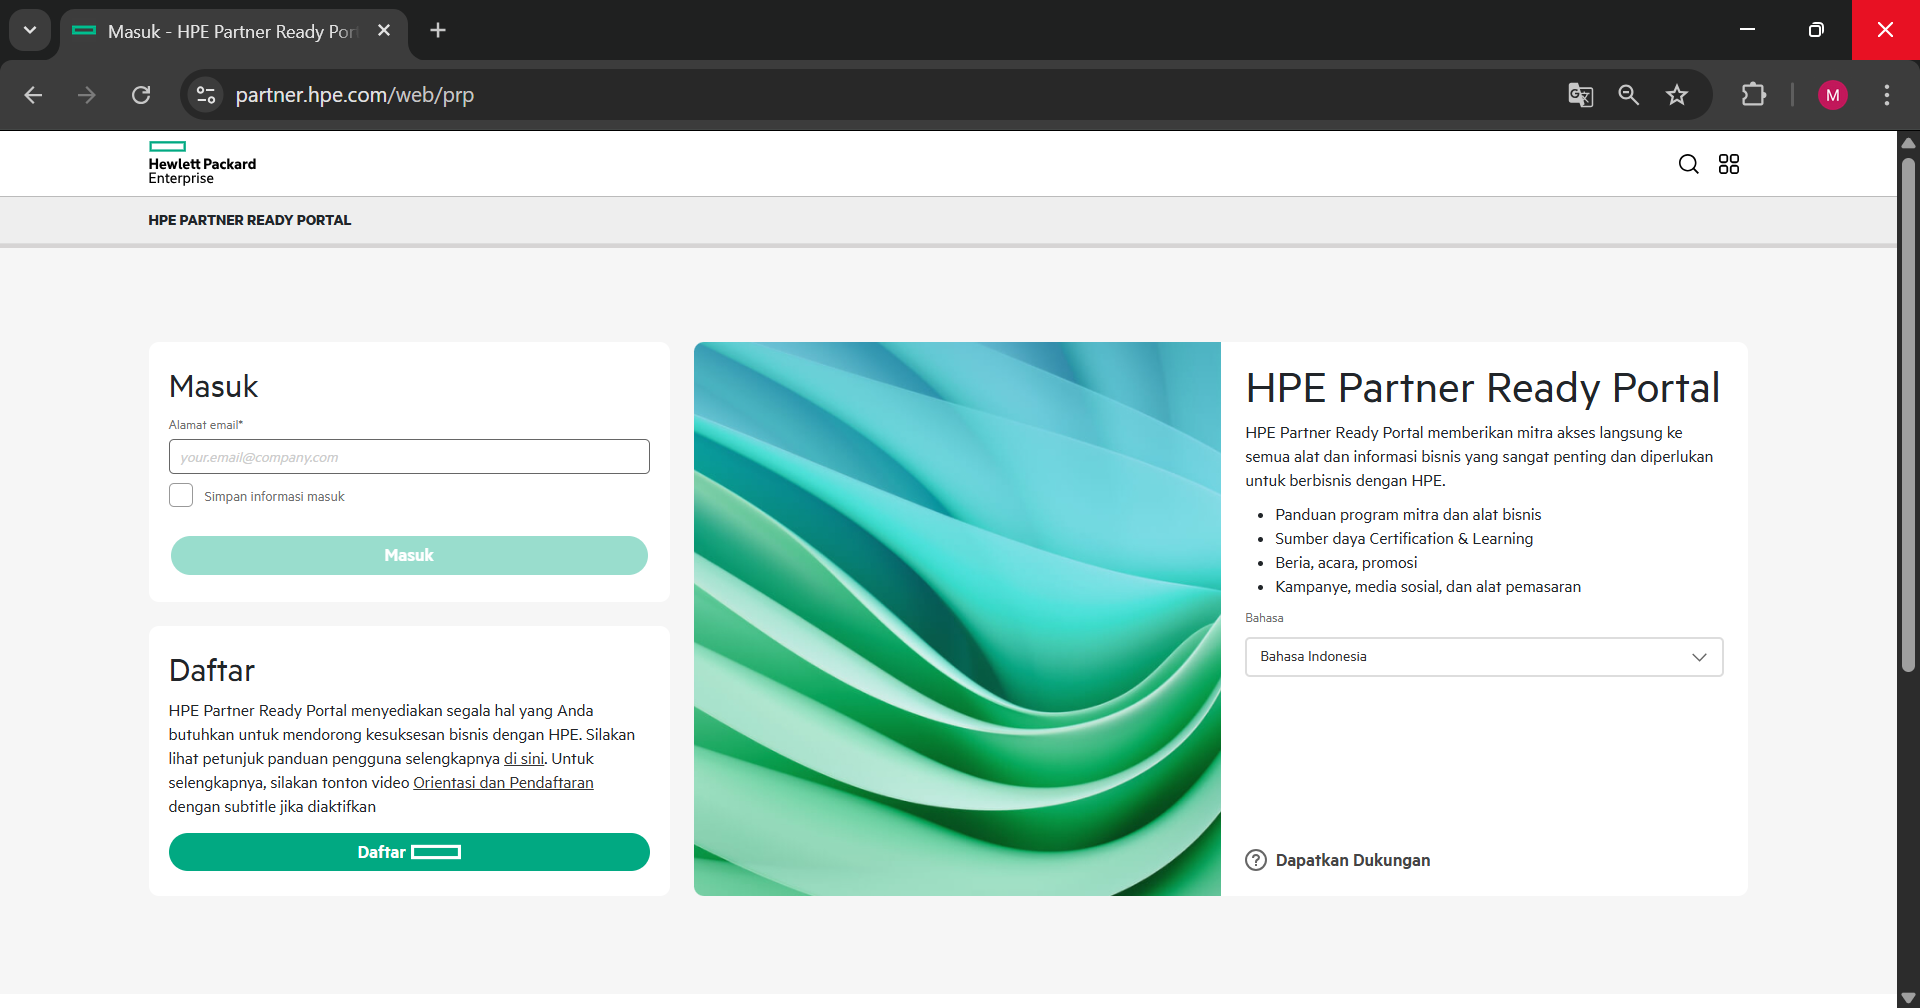 Masuk - HPE Partner Ready Por
partner.hpe.com/web/prp
M
Hewlett Packard
Enterprise
HPE PARTNER READY PORTAL
Masuk
Alamat email*
your.email@company.com
Simpan informasi masuk
Masuk
Daftar
HPE Partner Ready Portal menyediakan segala hal yang Anda
butuhkan untuk mendorong kesuksesan bisnis dengan HPE. Silakan
lihat petunjuk panduan pengguna selengkapnya di sini. Untuk
selengkapnya, silakan tonton video Orientasi dan Pendaftaran
dengan subtitle jika diaktifkan
Daftar
HPE Partner Ready Portal
HPE Partner Ready Portal memberikan mitra akses langsung ke
semua alat dan informasi bisnis yang sangat penting dan diperlukan
untuk berbisnis dengan HPE.
• Panduan program mitra dan alat bisnis
• Sumber daya Certification & Learning
• Beria, acara, promosi
• Kampanye, media sosial, dan alat pemasaran
Bahasa
Bahasa Indonesia
? Dapatkan Dukungan